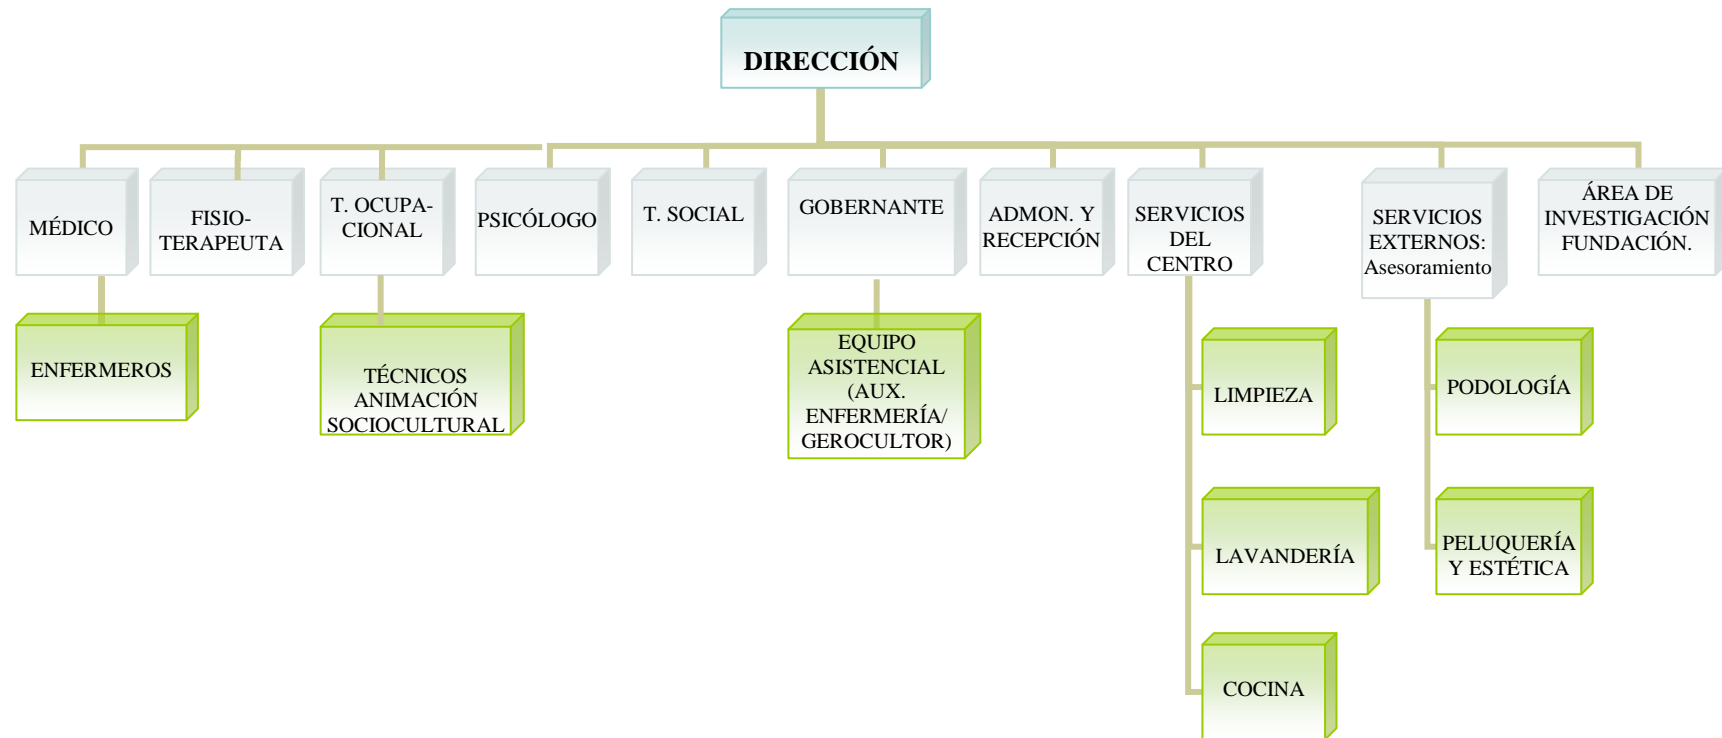 DIRECCIÓN
MÉDICO
FISIO-
TERAPEUTA
T. OCUPA-
CIONAL
PSICÓLOGO
T. SOCIAL
GOBERNANTE
ADMON. Y
RECEPCIÓN
SERVICIOS
DEL
CENTRO
SERVICIOS
EXTERNOS:
Asesoramiento
ÁREA DE
INVESTIGACIÓN
FUNDACIÓN.
ENFERMEROS
TÉCNICOS
ANIMACIÓN
SOCIOCULTURAL
EQUIPO
ASISTENCIAL
(AUX.
ENFERMERÍA/
GEROCULTOR)
LIMPIEZA
PODOLOGÍA
LAVANDERÍA
PELUQUERÍA
Y ESTÉTICA
COCINA